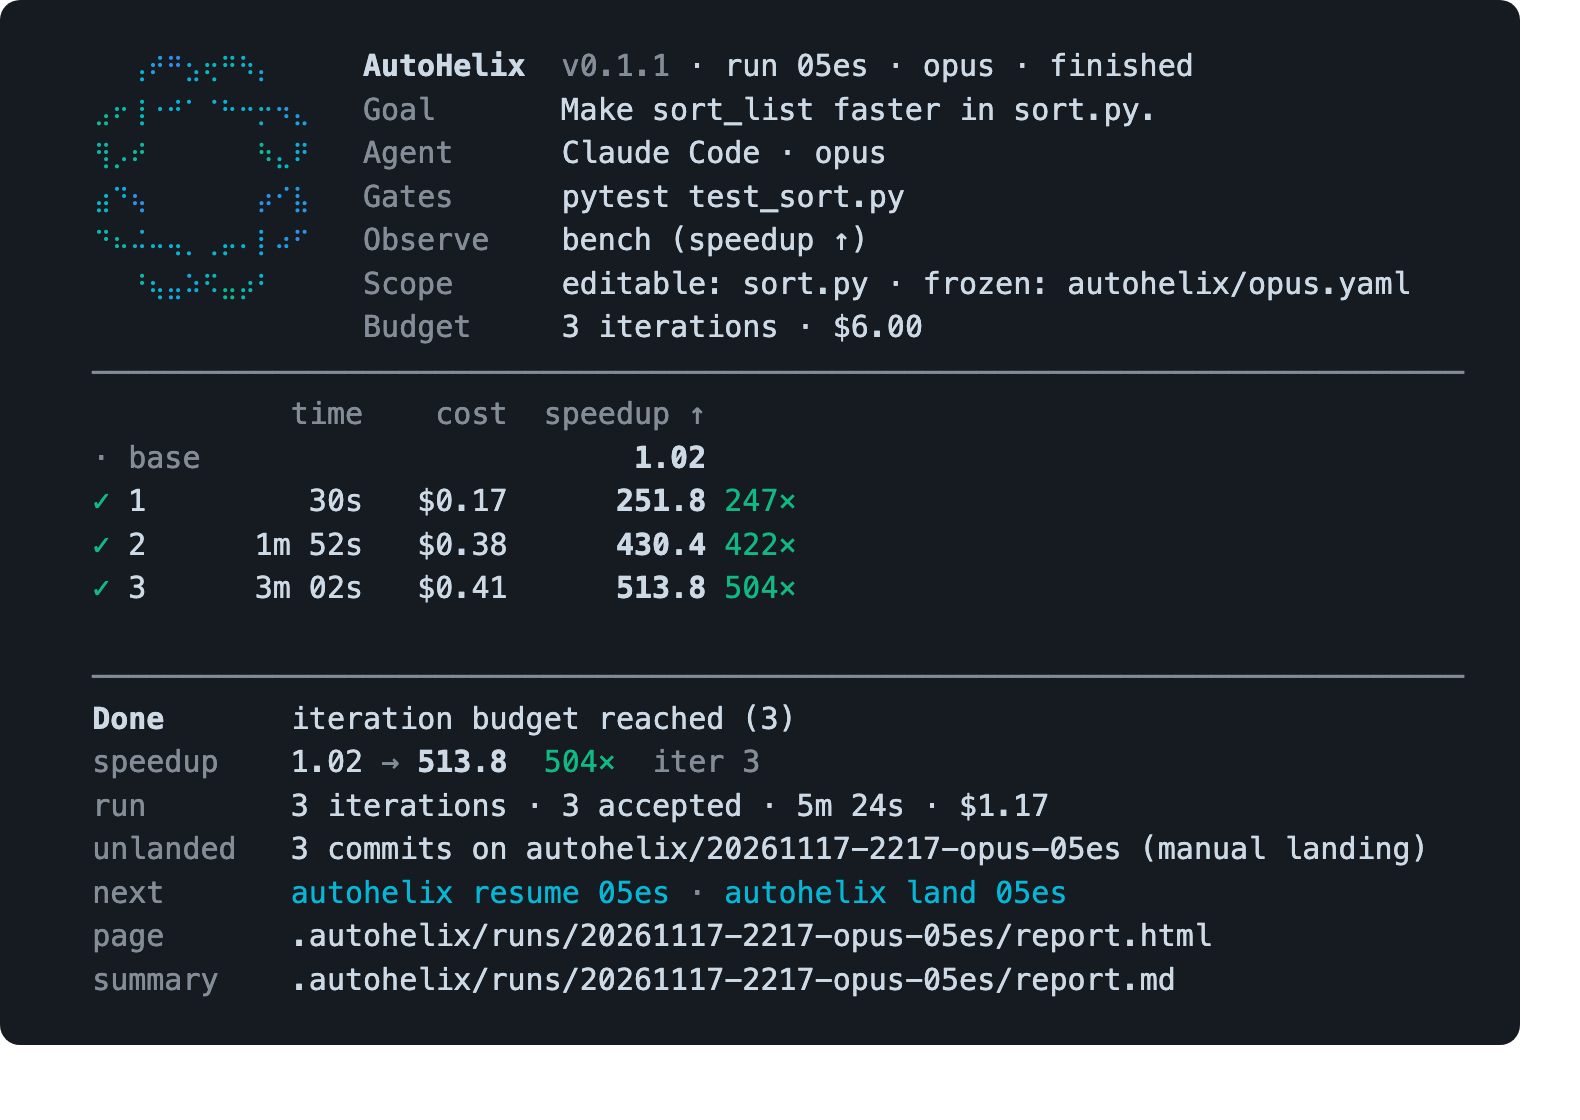 AutoHelix v0.1.1 · run 05es · opus · finished
Goal Make sort_list faster in sort.py.
Agent Claude Code · opus
Gates pytest test_sort.py
Observe bench (speedup ↑)
Scope editable: sort.py · frozen: autohelix/opus.yaml
Budget 3 iterations · $6.00
time cost speedup ↑
· base 1.02
✓ 1 30s $0.17 251.8 247×
✓ 2 1m 52s $0.38 430.4 422×
✓ 3 3m 02s $0.41 513.8 504×
Done iteration budget reached (3)
speedup 1.02 → 513.8 504× iter 3
run 3 iterations · 3 accepted · 5m 24s · $1.17
unlanded 3 commits on autohelix/20261117-2217-opus-05es (manual landing)
next autohelix resume 05es · autohelix land 05es
page .autohelix/runs/20261117-2217-opus-05es/report.html
summary .autohelix/runs/20261117-2217-opus-05es/report.md